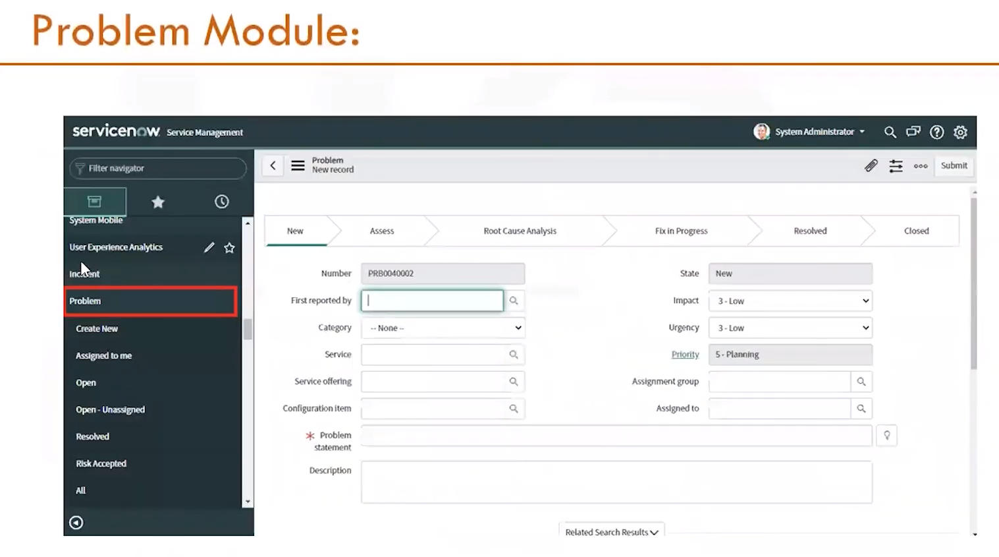 Problem Module:
servicenow Service Management
System Administrator
Filter navigator
Problem
New record
Submit
System Mobile
User Experience Analytics
Incident
Problem
Create New
Assigned to me
Open
Open - Unassigned
Resolved
Risk Accepted
All
New
Assess
Root Cause Analysis
Fix in Progress
Resolved
Closed
Number PRB0040002
First reported by
Category -- None --
Service
Service offering
Configuration item
State New
Impact 3 - Low
Urgency 3 - Low
Priority 5 - Planning
Assignment group
Assigned to
* Problem
statement
Description
Related Search Results